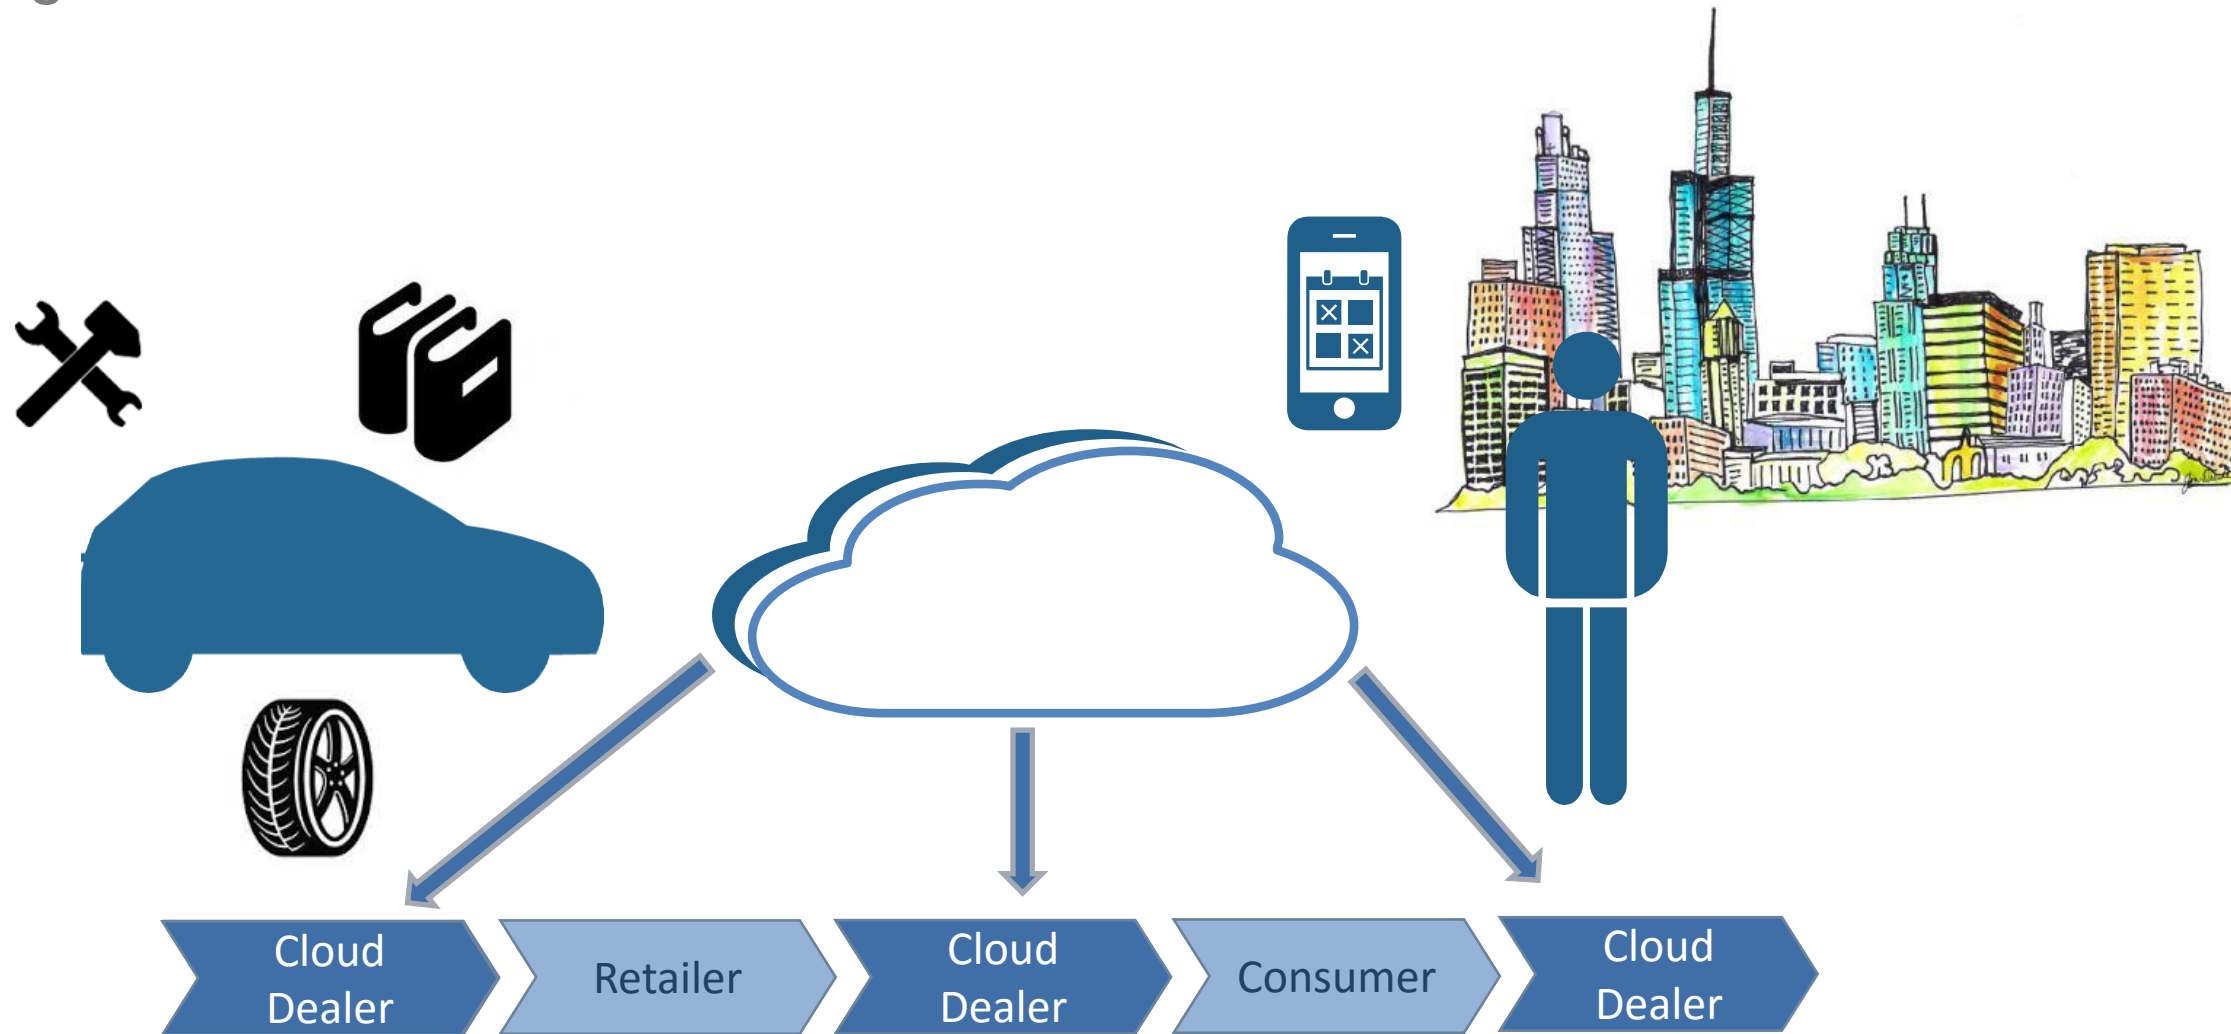 Cloud
Dealer
Retailer
Cloud
Dealer
Consumer
Cloud
Dealer